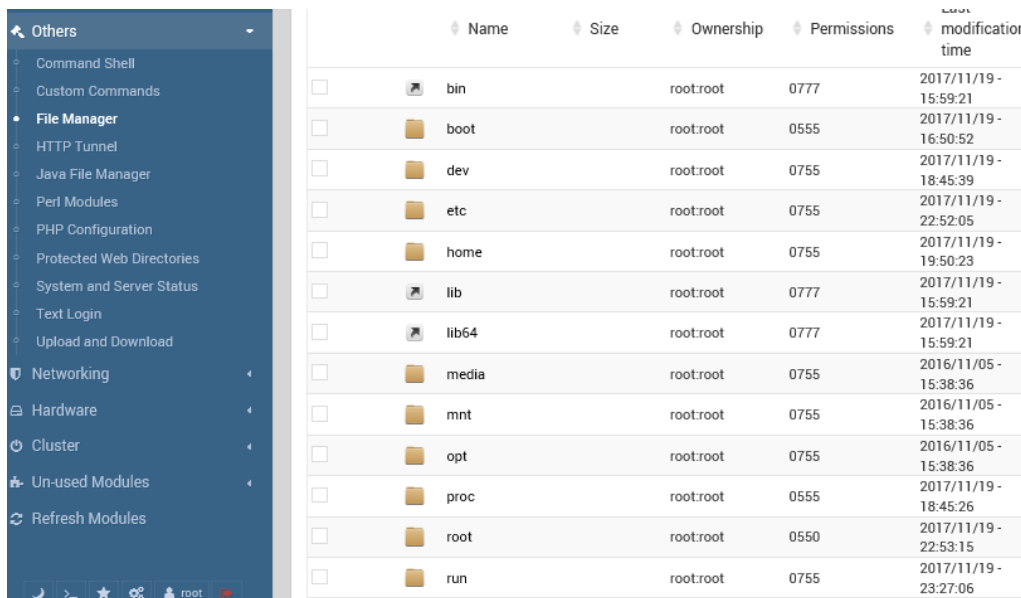 Others
Command Shell
Custom Commands
File Manager
HTTP Tunnel
Java File Manager
Perl Modules
PHP Configuration
Protected Web Directories
System and Server Status
Text Login
Upload and Download
Networking
Hardware
Cluster
Un-used Modules
Refresh Modules
root
Last
Name Size Ownership Permissions modification
time
bin root:root 0777 2017/11/19 -
15:59:21
boot root:root 0555 2017/11/19 -
16:50:52
dev root:root 0755 2017/11/19 -
18:45:39
etc root:root 0755 2017/11/19 -
22:52:05
home root:root 0755 2017/11/19 -
19:50:23
lib root:root 0777 2017/11/19 -
15:59:21
lib64 root:root 0777 2017/11/19 -
15:59:21
media root:root 0755 2016/11/05 -
15:38:36
mnt root:root 0755 2016/11/05 -
15:38:36
opt root:root 0755 2016/11/05 -
15:38:36
proc root:root 0555 2017/11/19 -
18:45:26
root root:root 0550 2017/11/19 -
22:53:15
run root:root 0755 2017/11/19 -
23:27:06